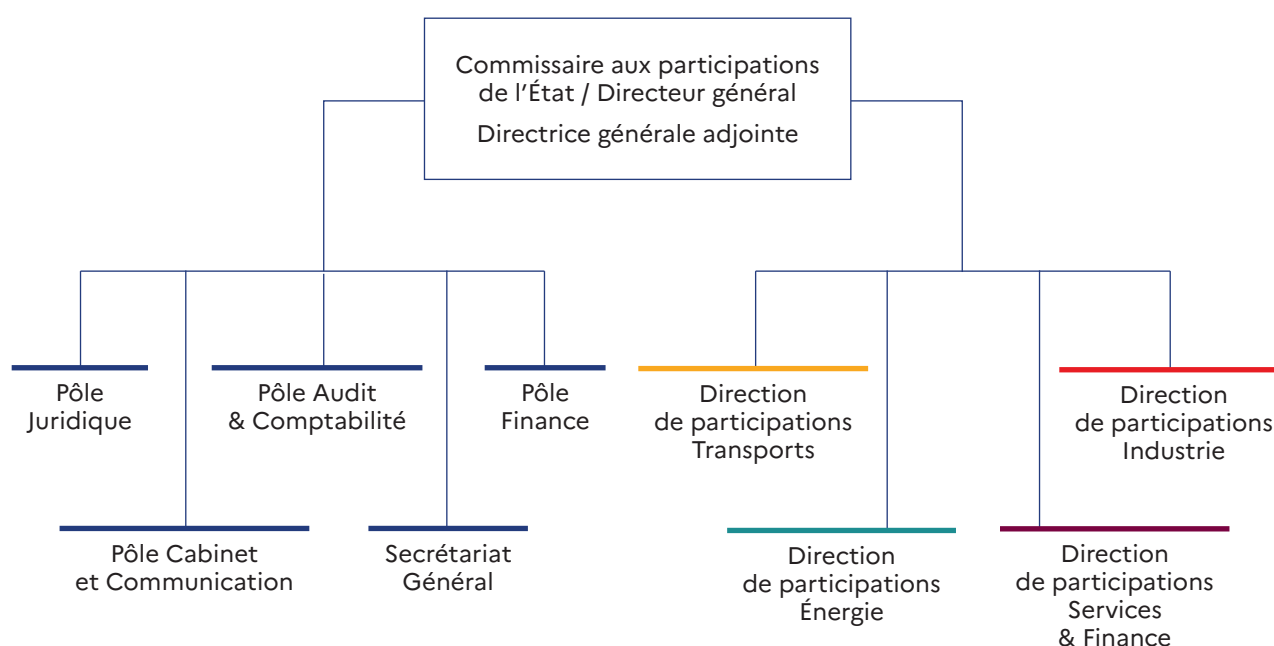 Commissaire aux participations
de l'État / Directeur général
Directrice générale adjointe
Pôle
Juridique
Pôle Audit
& Comptabilité
Pôle
Finance
Direction
de participations
Transports
Direction
de participations
Industrie
Pôle Cabinet
et Communication
Secrétariat
Général
Direction
de participations
Énergie
Direction
de participations
Services
& Finance